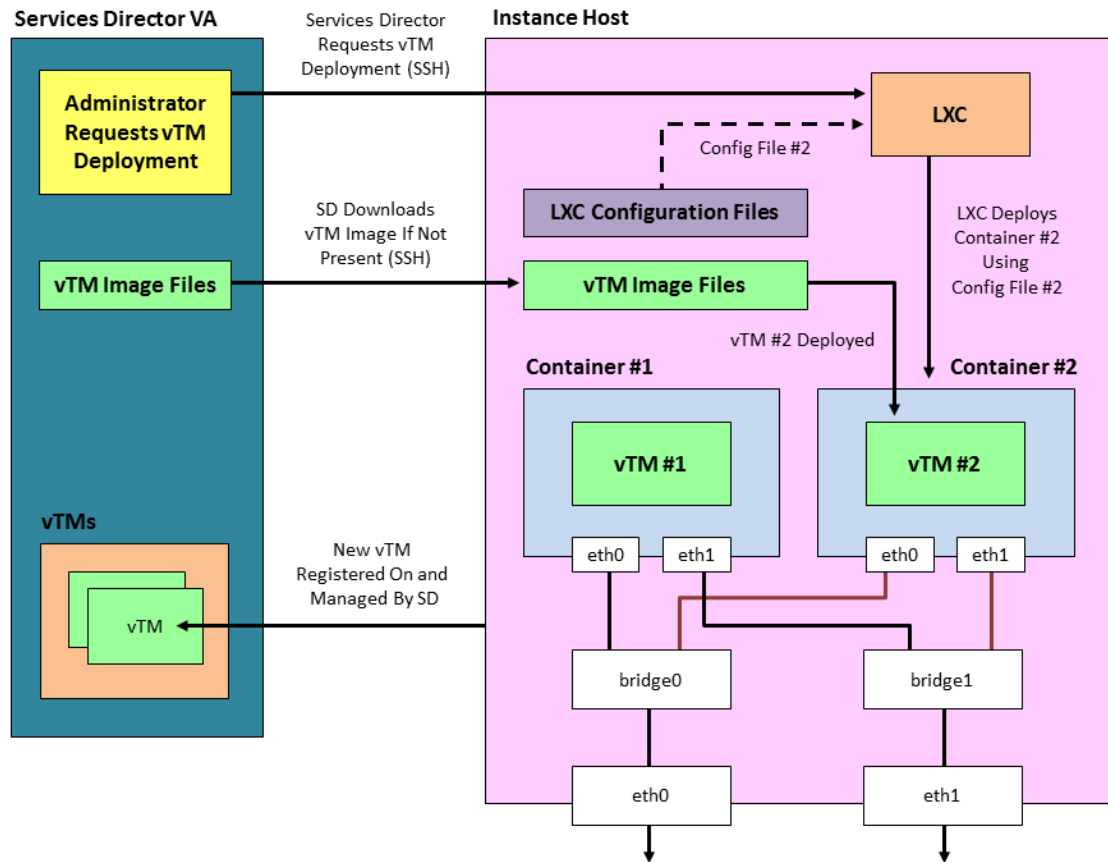 Services Director VA
Services Director
Requests vTM
Deployment (SSH)
Instance Host
Administrator
Requests vTM
Deployment
LXC
Config File #2
LXC Configuration Files
SD Downloads
vTM Image If Not
Present (SSH)
LXC Deploys
Container #2
Using
Config File #2
vTM Image Files
vTM Image Files
vTM #2 Deployed
Container #1
Container #2
vTM #1
vTM #2
vTMs
eth0
eth1
eth0
eth1
New vTM
Registered On and
Managed By SD
vTM
bridge0
bridge1
eth0
eth1